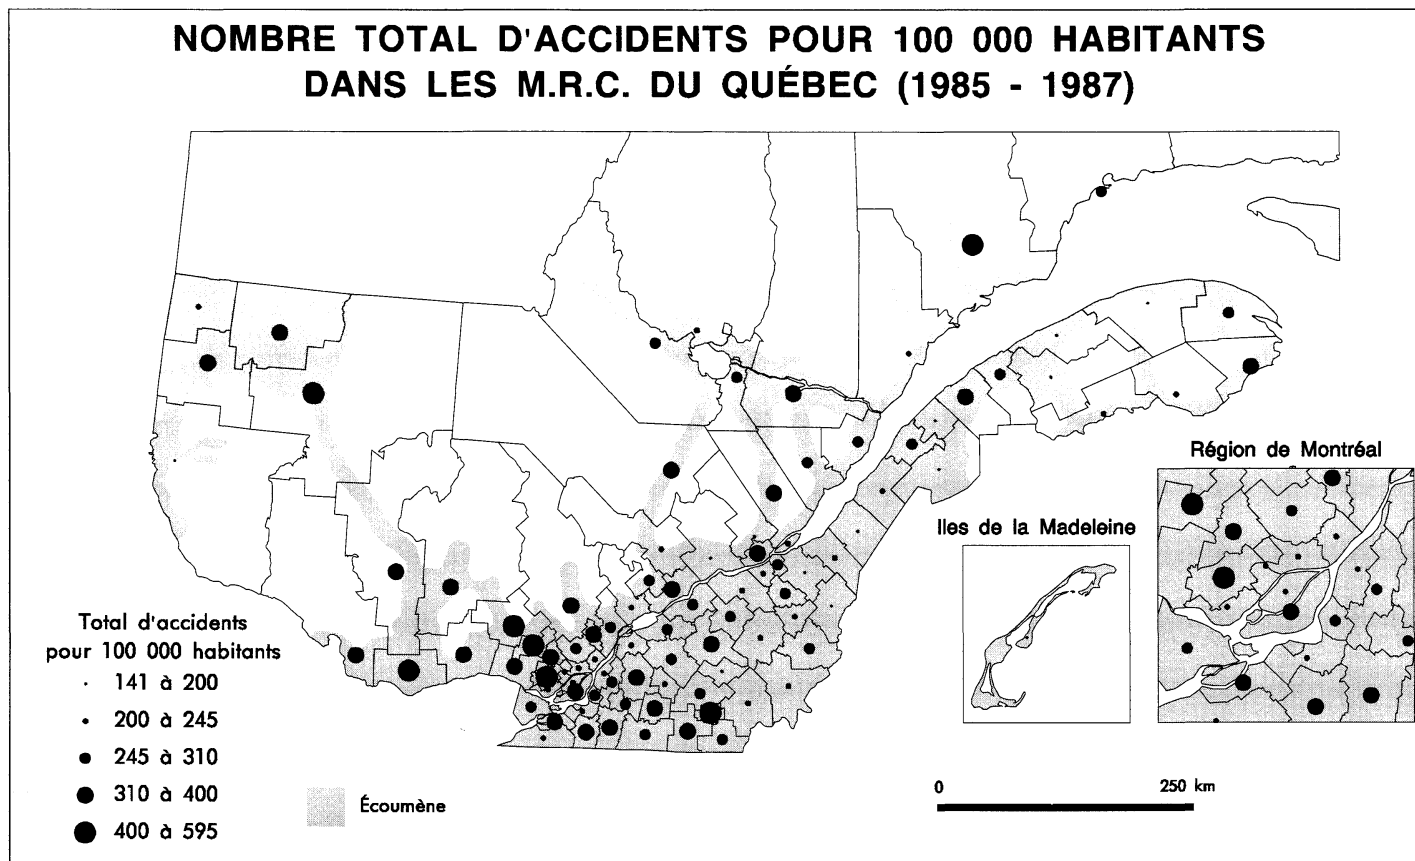 NOMBRE TOTAL D'ACCIDENTS POUR 100 000 HABITANTS
DANS LES M.R.C. DU QUÉBEC (1985 - 1987)
Région de Montréal
Iles de la Madeleine
Total d'accidents
pour 100 000 habitants
141 à 200
200 à 245
245 à 310
310 à 400
400 à 595
Écoumène
0 250 km